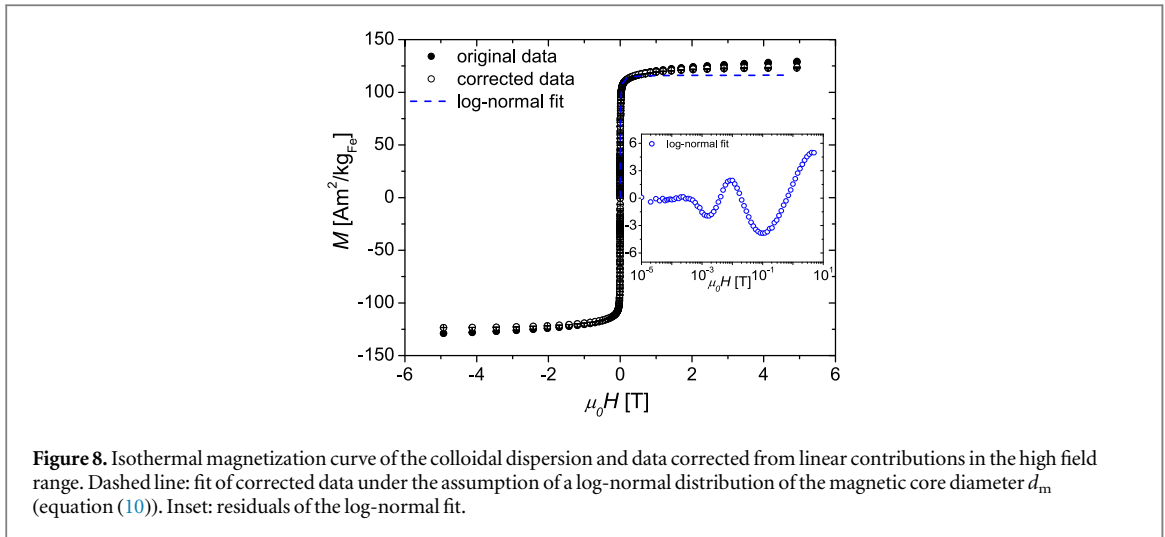 150
100
50
0
-50
-100
-150
M [Am²/kg_Fe]
original data
corrected data
log-normal fit
6
3
0
-3
-6
log-normal fit
10⁻⁵ 10⁻³ 10⁻¹ 10¹
μ₀H [T]
-6 -4 -2 0 2 4 6
μ₀H [T]
Figure 8. Isothermal magnetization curve of the colloidal dispersion and data corrected from linear contributions in the high field
range. Dashed line: fit of corrected data under the assumption of a log-normal distribution of the magnetic core diameter dₘ
(equation (10)). Inset: residuals of the log-normal fit.